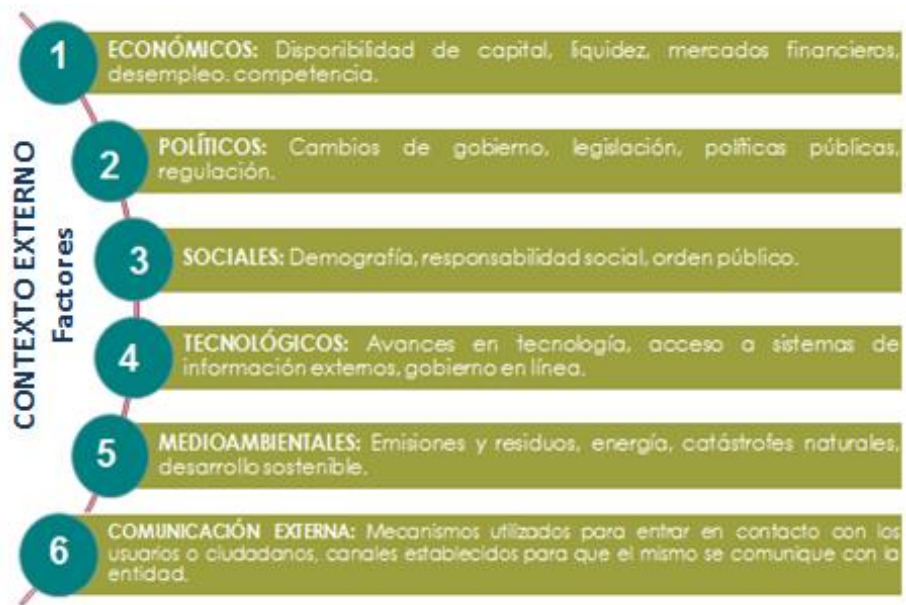 CONTEXTO EXTERNO
Factores
1
ECONÓMICOS: Disponibilidad de capital, liquidez, mercados financieros,
desempleo. competencia.
2
POLÍTICOS: Cambios de gobierno, legislación, políticas públicas,
regulación.
3
SOCIALES: Demografía, responsabilidad social, orden público.
4
TECNOLÓGICOS: Avances en tecnología, acceso a sistemas de
información externos, gobierno en línea.
5
MEDIOAMBIENTALES: Emisiones y residuos, energía, catástrofes naturales,
desarrollo sostenible.
6
COMUNICACIÓN EXTERNA: Mecanismos utilizados para entrar en contacto con los
usuarios o ciudadanos, canales establecidos para que el mismo se comunique con la
entidad.